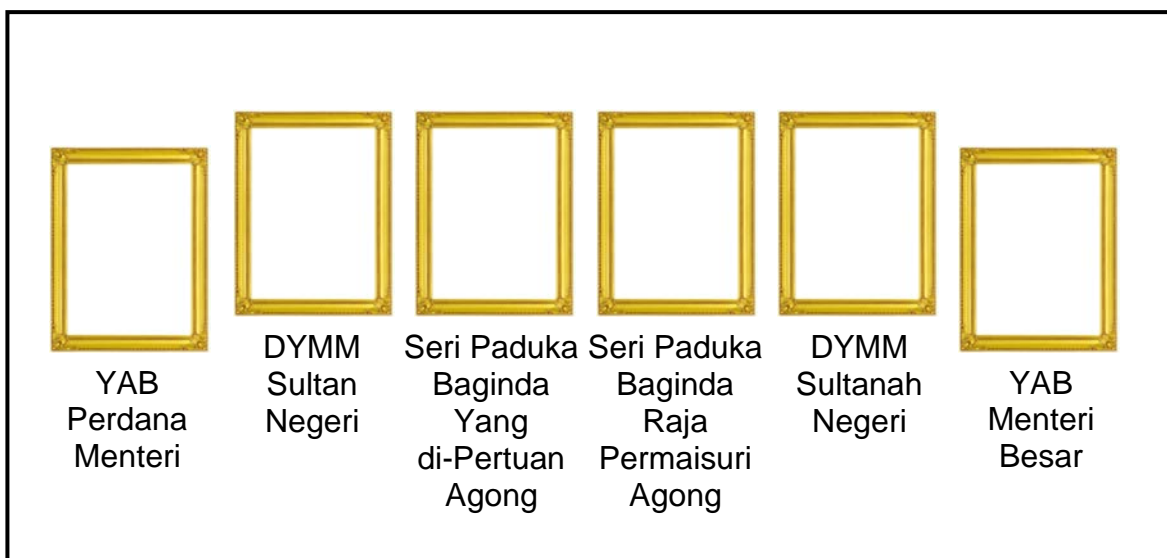 YAB
Perdana
Menteri
DYMM
Sultan
Negeri
Seri Paduka
Baginda
Yang
di-Pertuan
Agong
Seri Paduka
Baginda
Raja
Permaisuri
Agong
DYMM
Sultanah
Negeri
YAB
Menteri
Besar